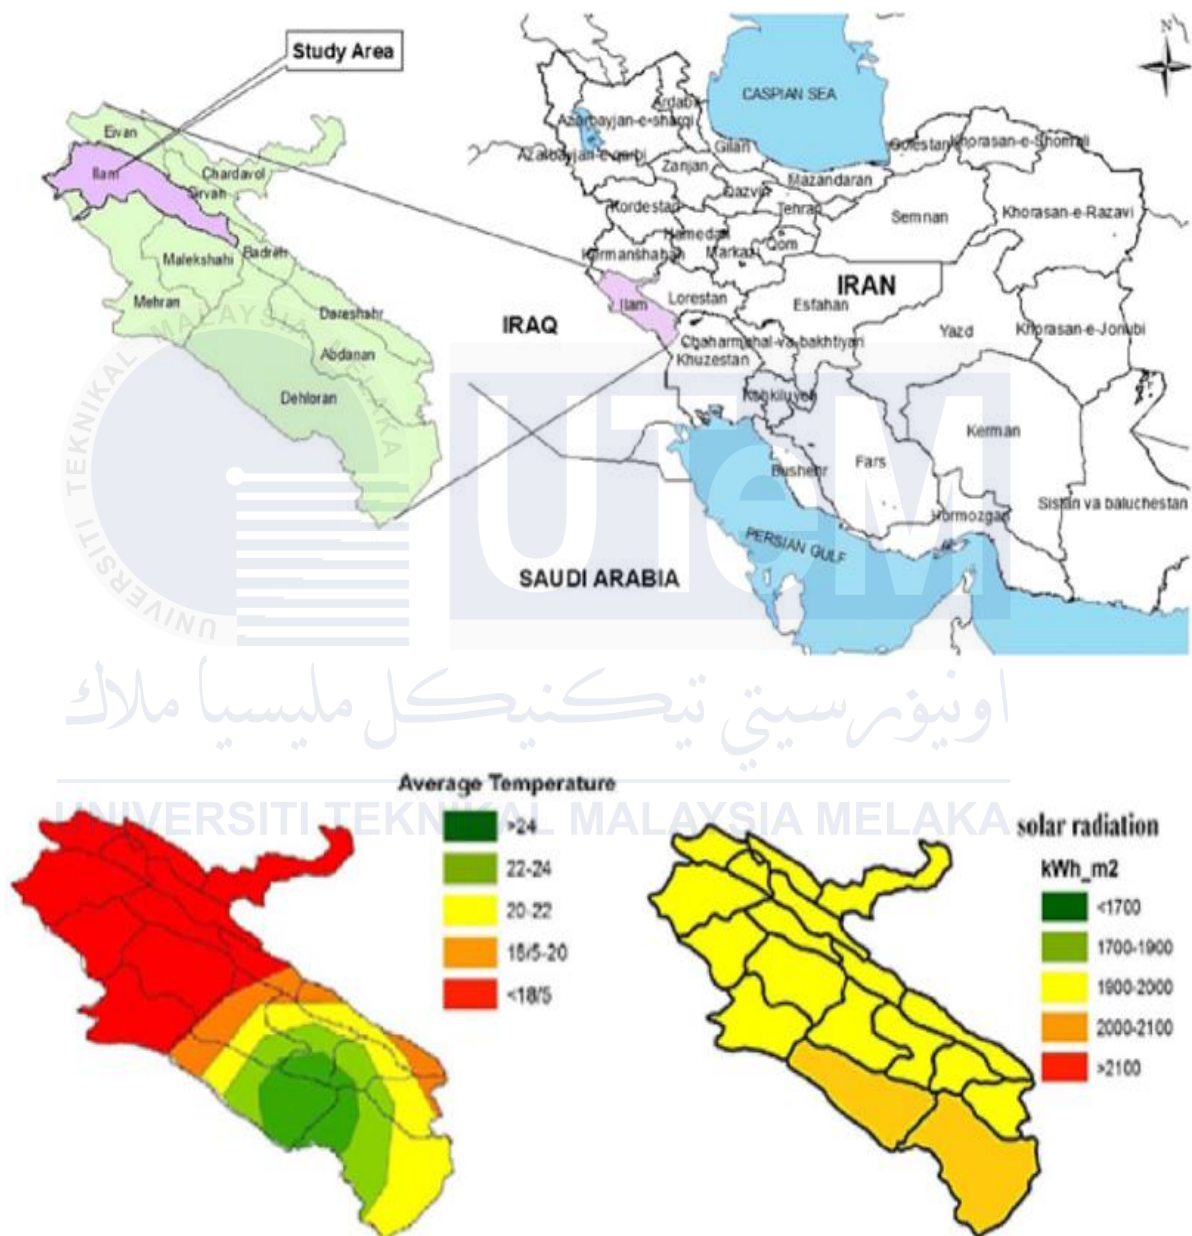 Study Area
N
Eivan
Ilam
Chardavol
Sirvah
Malekshahi
Badreh
Mehran
Dareshahr
Abdanan
Dehloran
CASPIAN SEA
Ardabil
Azarbayjan-e-sharqi
Azarbayjan-e-qarbi
Gilan
Golestan
Khorasan-e-Shomali
Zanjan
Mazandaran
Qazvin
Kordestan
Tehran
Semnan
Khorasan-e-Razavi
Hamedan
Qom
Kermanshahan
Markazi
IRAN
Ilam
Lorestan
Esfahan
IRAQ
Yazd
Khorasan-e-Jonubi
Chaharmahal-va-bakhtiyari
Khuzestan
Kohkiluyeh
Kerman
Bushehr
Fars
Sistan va baluchestan
Hormozgan
PERSIAN GULF
SAUDI ARABIA
UNIVERSITI TEKNIKAL MALAYSIA MELAKA
UTeM
اونيۏرسيتي تيكنيكل مليسيا ملاك
UNIVERSITI TEKNIKAL MALAYSIA MELAKA
Average Temperature
>24
22-24
20-22
18/5-20
<18/5
solar radiation
kWh_m2
<1700
1700-1900
1900-2000
2000-2100
>2100